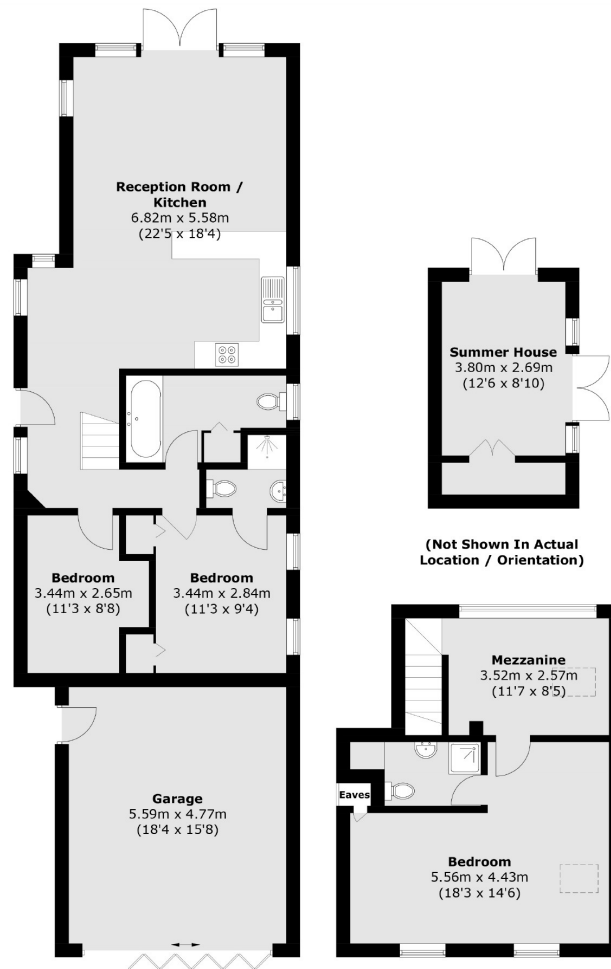 Reception Room /
Kitchen
6.82m x 5.58m
(22'5 x 18'4)
Summer House
3.80m x 2.69m
(12'6 x 8'10)
(Not Shown In Actual
Location / Orientation)
Bedroom
3.44m x 2.65m
(11'3 x 8'8)
Bedroom
3.44m x 2.84m
(11'3 x 9'4)
Mezzanine
3.52m x 2.57m
(11'7 x 8'5)
Garage
5.59m x 4.77m
(18'4 x 15'8)
Eaves
Bedroom
5.56m x 4.43m
(18'3 x 14'6)